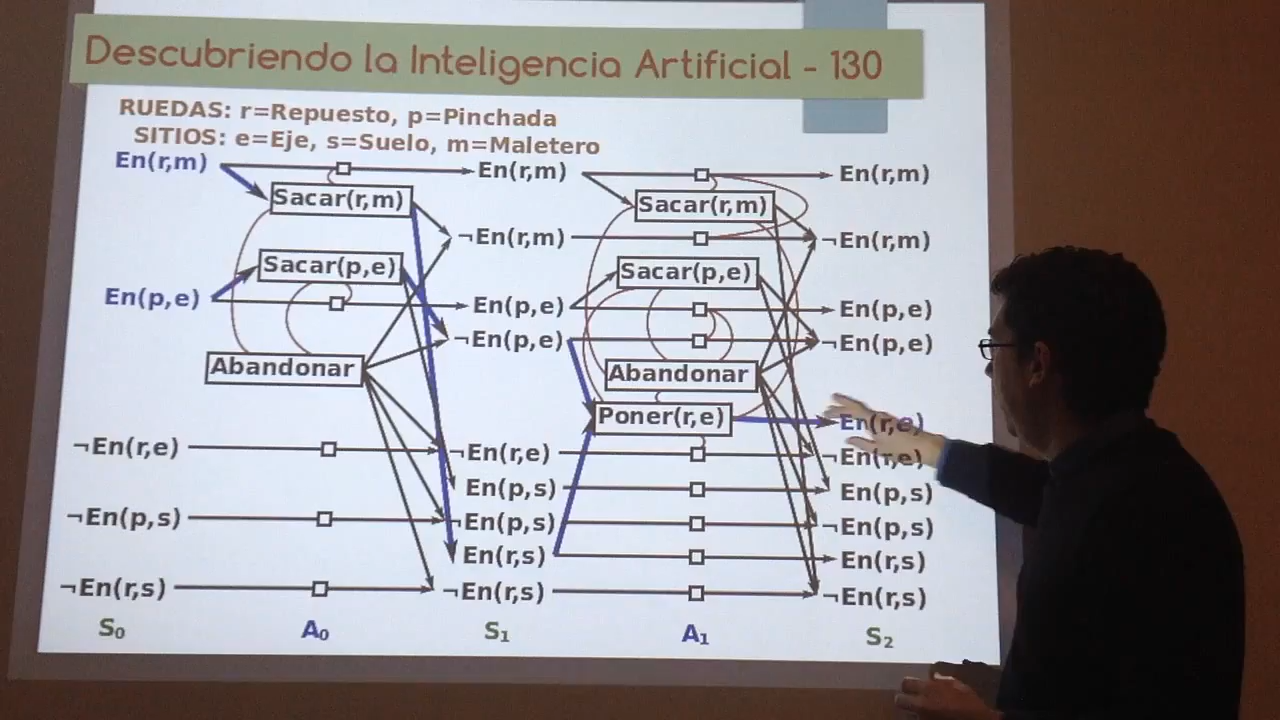 Descubriendo la Inteligencia Artificial - 130
RUEDAS: r=Repuesto, p=Pinchada
SITIOS: e=Eje, s=Suelo, m=Maletero
En(r,m) En(r,m) En(r,m)
Sacar(r,m) Sacar(r,m)
¬En(r,m) ¬En(r,m)
Sacar(p,e) Sacar(p,e)
En(p,e) En(p,e) En(p,e)
¬En(p,e) ¬En(p,e)
Abandonar Abandonar
Poner(r,e) En(r,e)
¬En(r,e) ¬En(r,e) ¬En(r,e)
En(p,s) En(p,s)
¬En(p,s) ¬En(p,s) ¬En(p,s)
En(r,s) En(r,s)
¬En(r,s) ¬En(r,s) ¬En(r,s)
S₀ A₀ S₁ A₁ S₂